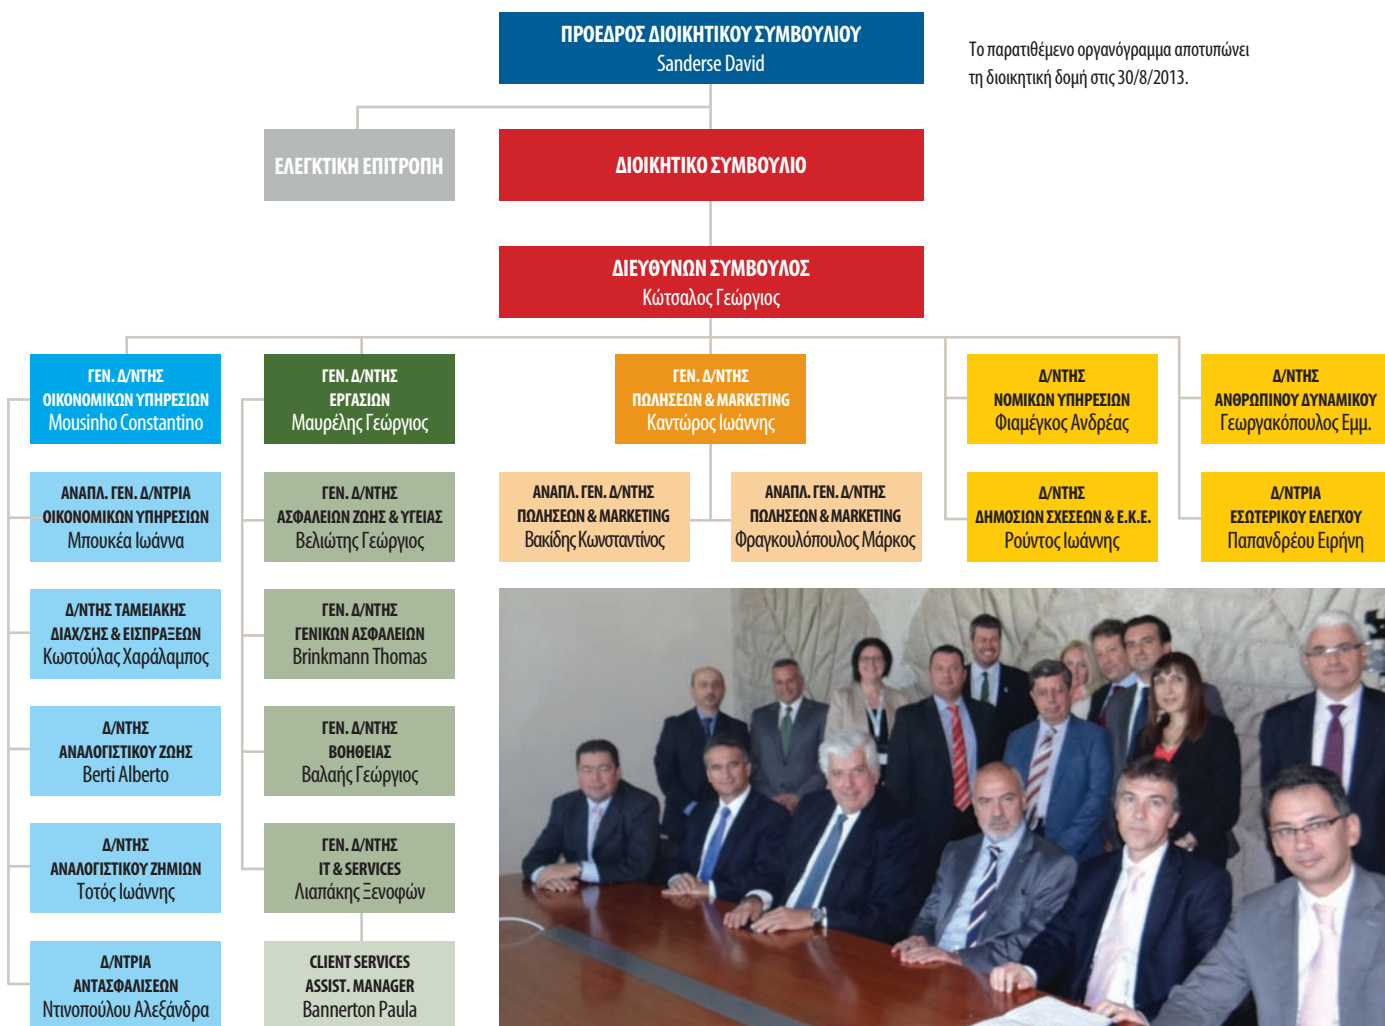 ΠΡΟΕΔΡΟΣ ΔΙΟΙΚΗΤΙΚΟΥ ΣΥΜΒΟΥΛΙΟΥ
Sanderse David
Το παρατιθέμενο οργανόγραμμα αποτυπώνει
τη διοικητική δομή στις 30/8/2013.
ΕΛΕΓΚΤΙΚΗ ΕΠΙΤΡΟΠΗ
ΔΙΟΙΚΗΤΙΚΟ ΣΥΜΒΟΥΛΙΟ
ΔΙΕΥΘΥΝΩΝ ΣΥΜΒΟΥΛΟΣ
Κώτσαλος Γεώργιος
ΓΕΝ. Δ/ΝΤΗΣ
ΟΙΚΟΝΟΜΙΚΩΝ ΥΠΗΡΕΣΙΩΝ
Mousinho Constantino
ΓΕΝ. Δ/ΝΤΗΣ
ΕΡΓΑΣΙΩΝ
Μαυρέλης Γεώργιος
ΓΕΝ. Δ/ΝΤΗΣ
ΠΩΛΗΣΕΩΝ & MARKETING
Καντώρος Ιωάννης
Δ/ΝΤΗΣ
ΝΟΜΙΚΩΝ ΥΠΗΡΕΣΙΩΝ
Φιαμέγκος Ανδρέας
Δ/ΝΤΗΣ
ΑΝΘΡΩΠΙΝΟΥ ΔΥΝΑΜΙΚΟΥ
Γεωργακόπουλος Εμμ.
ΑΝΑΠΛ. ΓΕΝ. Δ/ΝΤΡΙΑ
ΟΙΚΟΝΟΜΙΚΩΝ ΥΠΗΡΕΣΙΩΝ
Μπουκέα Ιωάννα
ΓΕΝ. Δ/ΝΤΗΣ
ΑΣΦΑΛΕΙΩΝ ΖΩΗΣ & ΥΓΕΙΑΣ
Βελιώτης Γεώργιος
ΑΝΑΠΛ. ΓΕΝ. Δ/ΝΤΗΣ
ΠΩΛΗΣΕΩΝ & MARKETING
Βακίδης Κωνσταντίνος
ΑΝΑΠΛ. ΓΕΝ. Δ/ΝΤΗΣ
ΠΩΛΗΣΕΩΝ & MARKETING
Φραγκουλόπουλος Μάρκος
Δ/ΝΤΗΣ
ΔΗΜΟΣΙΩΝ ΣΧΕΣΕΩΝ & Ε.Κ.Ε.
Ρούντος Ιωάννης
Δ/ΝΤΡΙΑ
ΕΣΩΤΕΡΙΚΟΥ ΕΛΕΓΧΟΥ
Παπανδρέου Ειρήνη
Δ/ΝΤΗΣ ΤΑΜΕΙΑΚΗΣ
ΔΙΑΧ/ΣΗΣ & ΕΙΣΠΡΑΞΕΩΝ
Κωστούλας Χαράλαμπος
ΓΕΝ. Δ/ΝΤΗΣ
ΓΕΝΙΚΩΝ ΑΣΦΑΛΕΙΩΝ
Brinkmann Thomas
Δ/ΝΤΗΣ
ΑΝΑΛΟΓΙΣΤΙΚΟΥ ΖΩΗΣ
Berti Alberto
ΓΕΝ. Δ/ΝΤΗΣ
ΒΟΗΘΕΙΑΣ
Βαλαής Γεώργιος
Δ/ΝΤΗΣ
ΑΝΑΛΟΓΙΣΤΙΚΟΥ ΖΗΜΙΩΝ
Τοτός Ιωάννης
ΓΕΝ. Δ/ΝΤΗΣ
IT & SERVICES
Λιαπάκης Ξενοφών
Δ/ΝΤΡΙΑ
ΑΝΤΑΣΦΑΛΙΣΕΩΝ
Ντινοπούλου Αλεξάνδρα
CLIENT SERVICES
ASSIST. MANAGER
Bannerton Paula